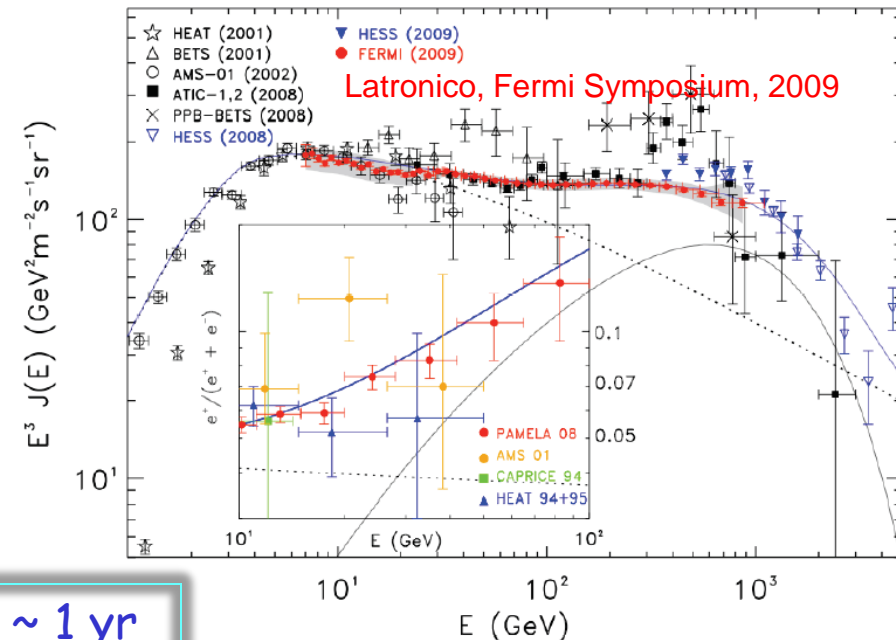 HEAT (2001)
BETS (2001)
AMS-01 (2002)
ATIC-1,2 (2008)
PPB-BETS (2008)
HESS (2008)
HESS (2009)
FERMI (2009)
Latronico, Fermi Symposium, 2009
E³ J(E) (GeV²m⁻²s⁻¹sr⁻¹)
10²
10¹
e⁺/(e⁺ + e⁻)
0.1
0.07
0.05
PAMELA 08
AMS 01
CAPRICE 94
HEAT 94+95
10¹
E (GeV)
10²
10¹
10²
10³
E (GeV)
~ 1 yr